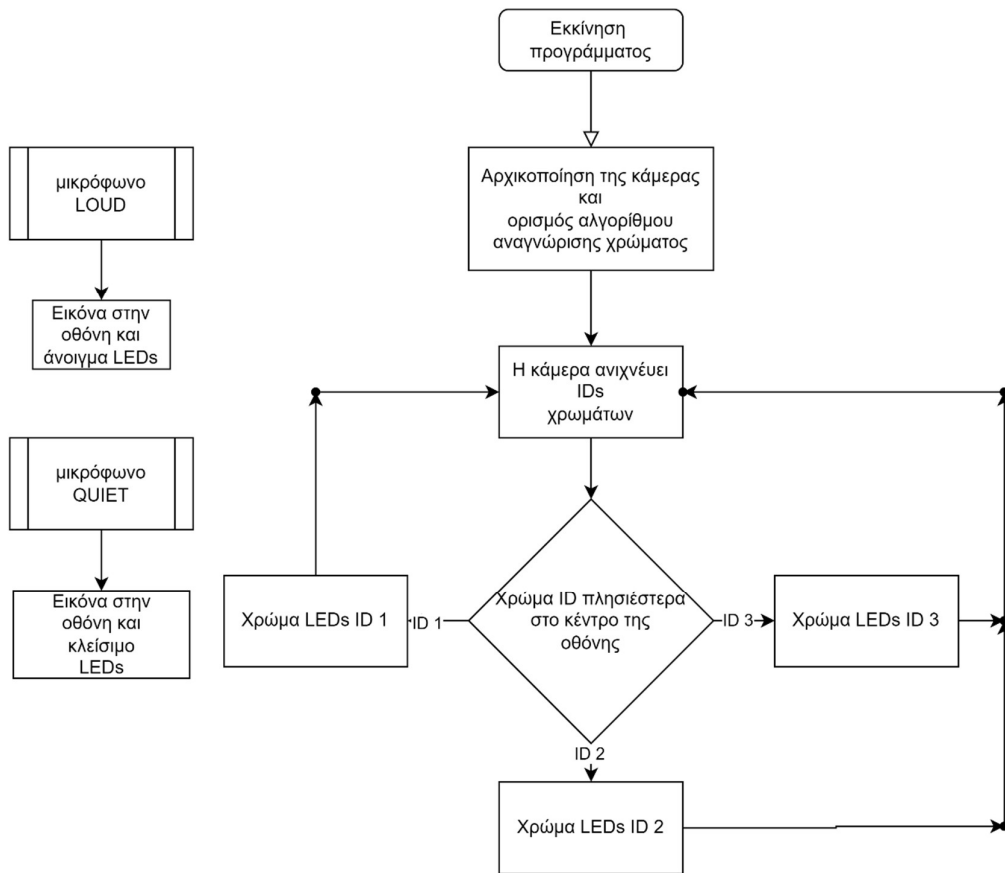 Εκκίνηση
προγράμματος
μικρόφωνο
LOUD
Αρχικοποίηση της κάμερας
και
ορισμός αλγορίθμου
αναγνώρισης χρώματος
Εικόνα στην
οθόνη και
άνοιγμα LEDs
Η κάμερα ανιχνέυει
IDs
χρωμάτων
μικρόφωνο
QUIET
Εικόνα στην
οθόνη και
κλείσιμο
LEDs
Χρώμα LEDs ID 1
ID 1
Χρώμα ID πλησιέστερα
στο κέντρο της
οθόνης
ID 3
Χρώμα LEDs ID 3
ID 2
Χρώμα LEDs ID 2